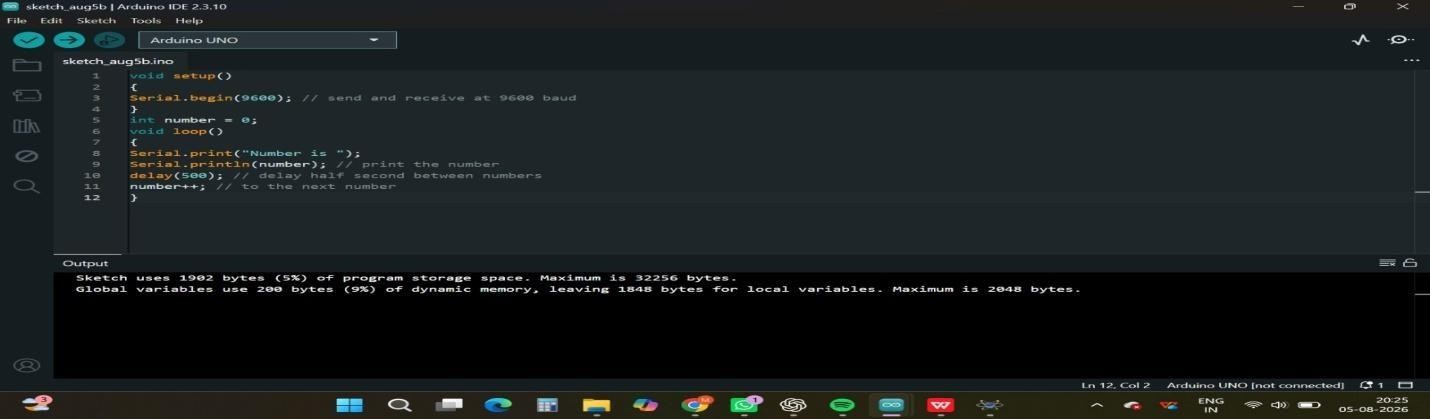 sketch_aug5b | Arduino IDE 2.3.10
File Edit Sketch Tools Help
Arduino UNO
sketch_aug5b.ino
1 void setup()
2 {
3 Serial.begin(9600); // send and receive at 9600 baud
4 }
5 int number = 0;
6 void loop()
7 {
8 Serial.print("Number is ");
9 Serial.println(number); // print the number
10 delay(500); // delay half second between numbers
11 number++; // to the next number
12 }
Output
Sketch uses 1902 bytes (5%) of program storage space. Maximum is 32256 bytes.
Global variables use 200 bytes (9%) of dynamic memory, leaving 1848 bytes for local variables. Maximum is 2048 bytes.
Ln 12, Col 2 Arduino UNO [not connected] 1
3
M
1
W
ENG
IN
20:25
05-08-2026